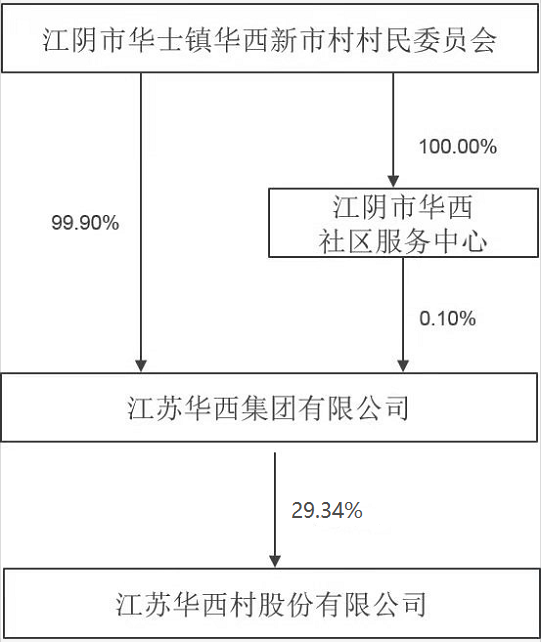 江阴市华士镇华西新市村村民委员会
100.00%
99.90%
江阴市华西
社区服务中心
0.10%
江苏华西集团有限公司
29.34%
江苏华西村股份有限公司